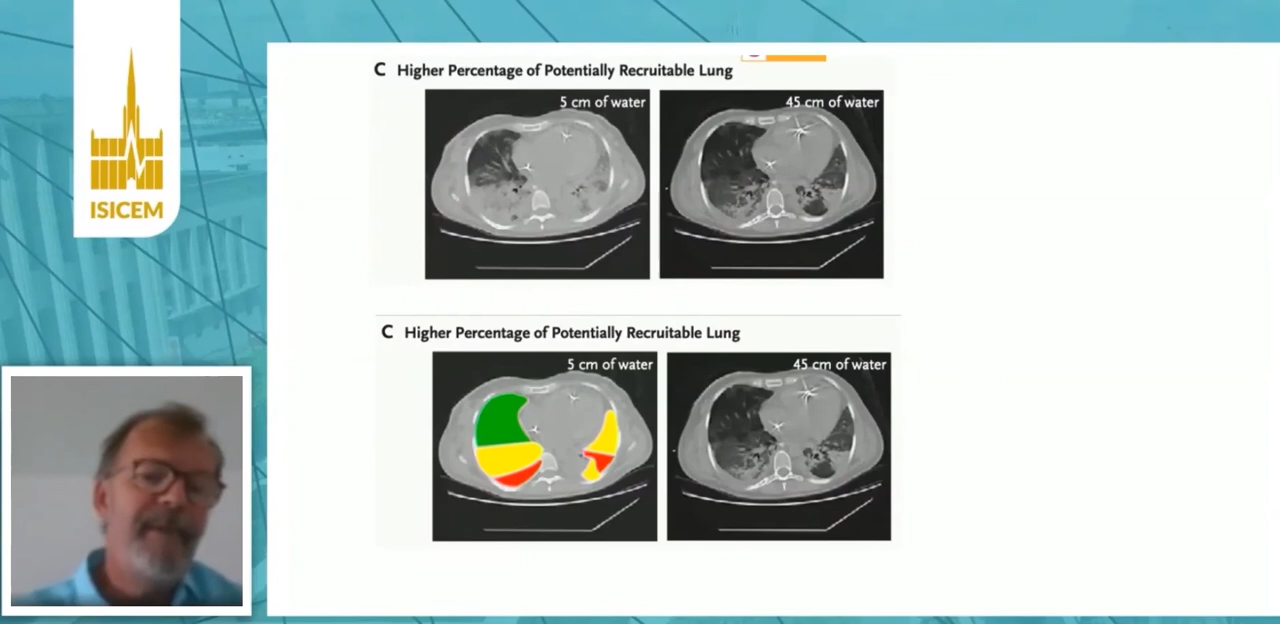 ISICEM
C Higher Percentage of Potentially Recruitable Lung
5 cm of water
45 cm of water
C Higher Percentage of Potentially Recruitable Lung
5 cm of water
45 cm of water